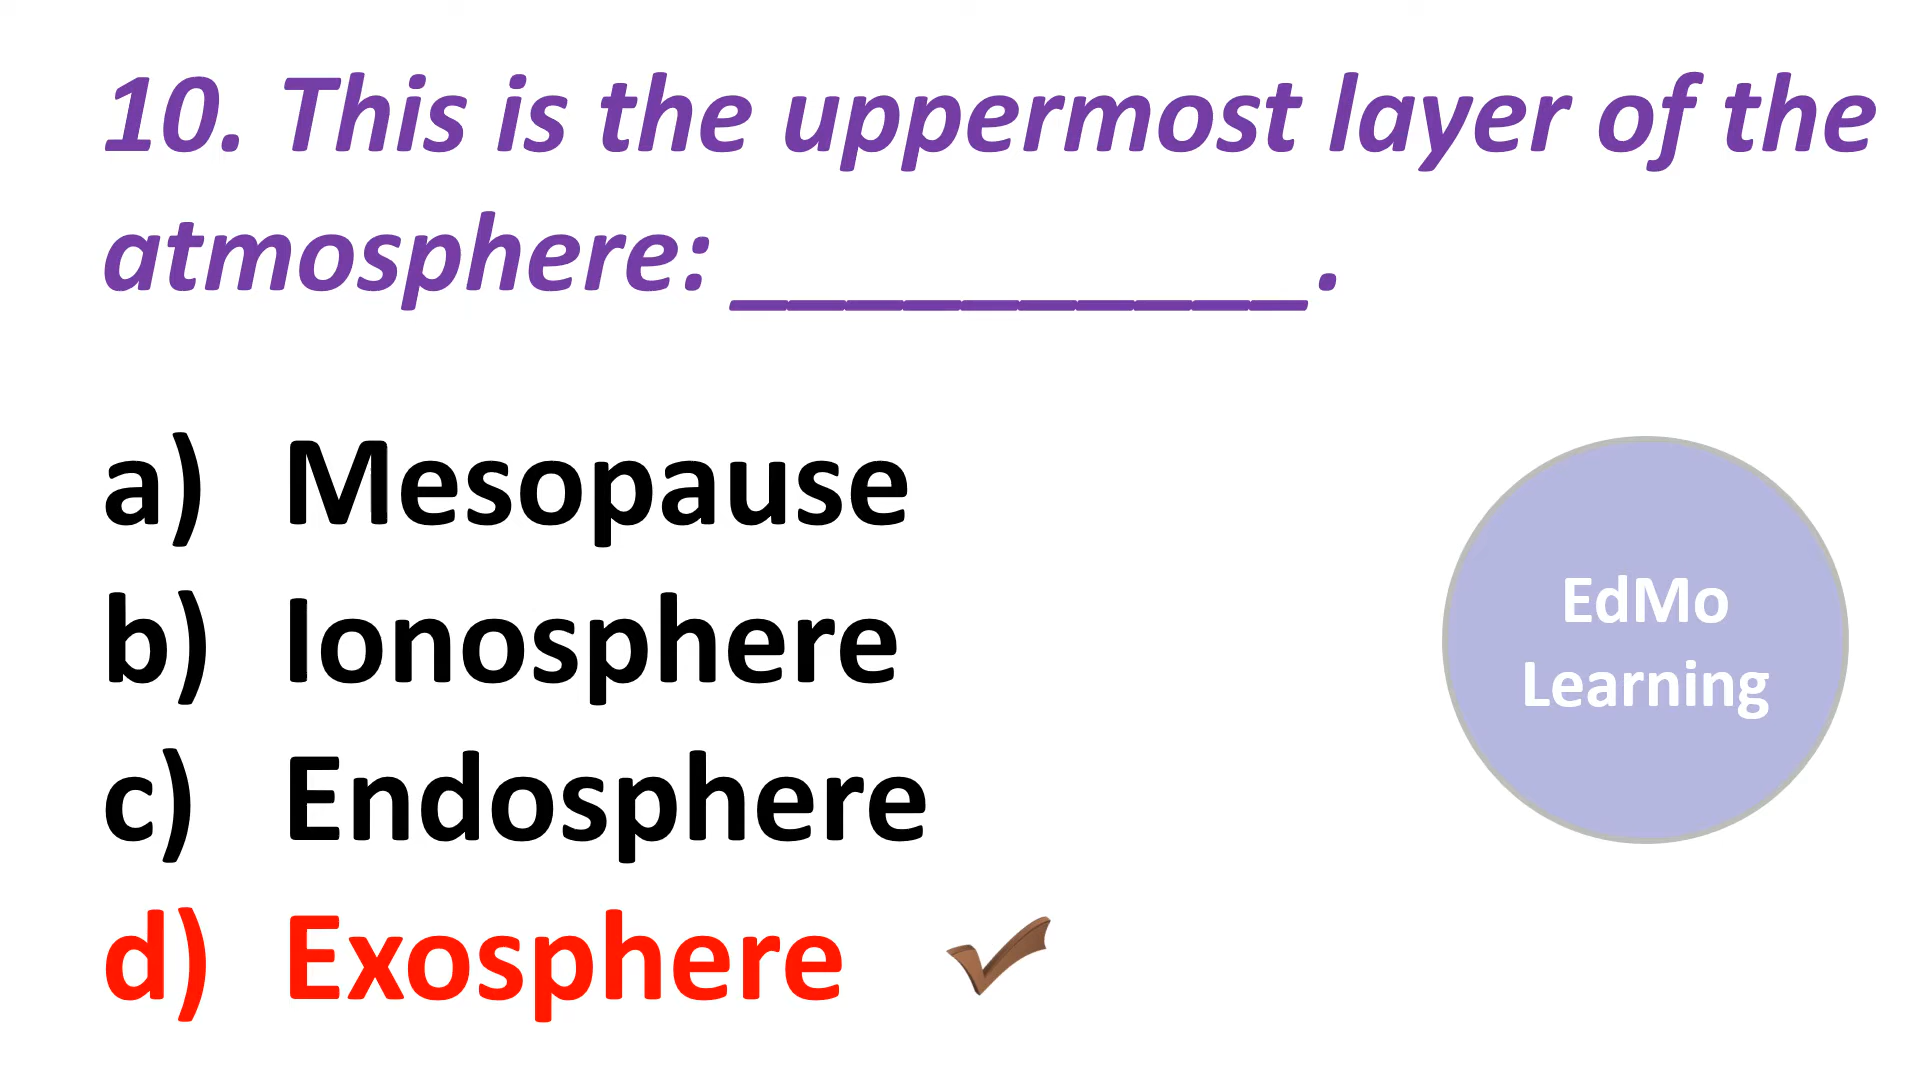 10. This is the uppermost layer of the
atmosphere: __________.
a) Mesopause
b) Ionosphere
c) Endosphere
d) Exosphere
EdMo
Learning